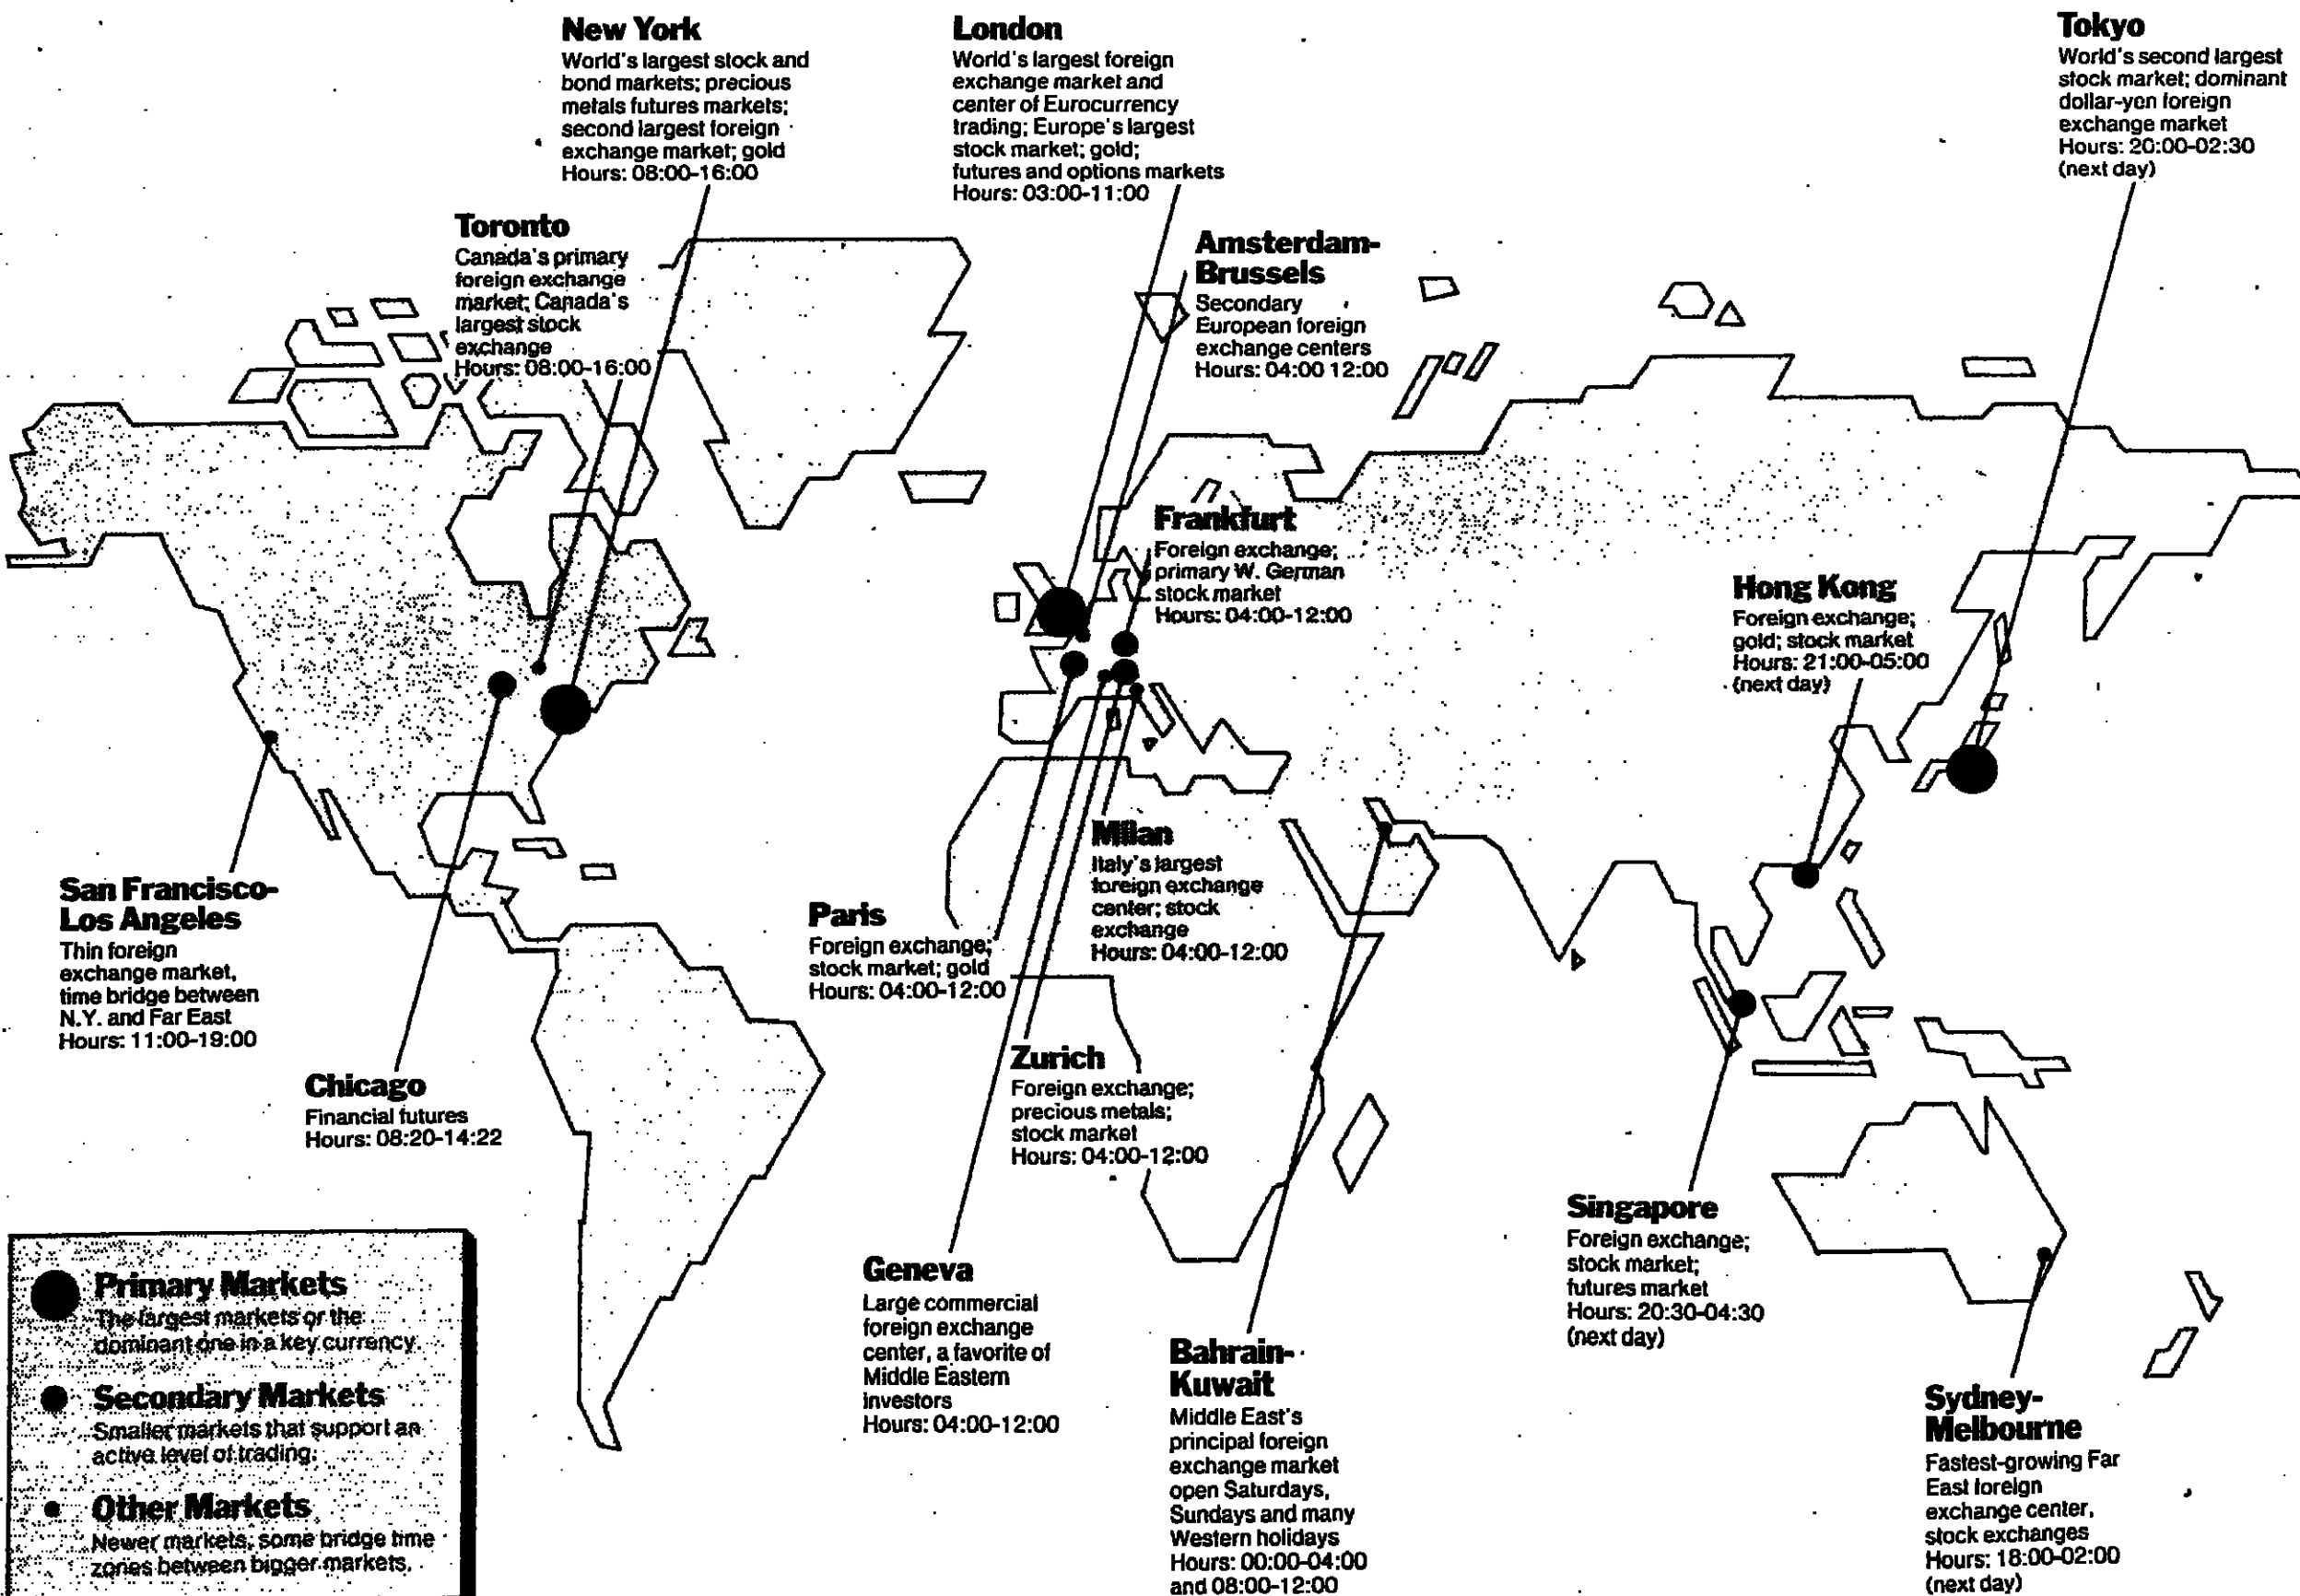 New York
World's largest stock and
bond markets; precious
metals futures markets;
second largest foreign
exchange market; gold
Hours: 08:00-16:00
London
World's largest foreign
exchange market and
center of Eurocurrency
trading; Europe's largest
stock market; gold;
futures and options markets
Hours: 03:00-11:00
Tokyo
World's second largest
stock market; dominant
dollar-yen foreign
exchange market
Hours: 20:00-02:30
(next day)
Toronto
Canada's primary
foreign exchange
market; Canada's
largest stock
exchange
Hours: 08:00-16:00
Amsterdam-
Brussels
Secondary
European foreign
exchange centers
Hours: 04:00 12:00
Frankfurt
Foreign exchange;
primary W. German
stock market
Hours: 04:00-12:00
Hong Kong
Foreign exchange;
gold; stock market
Hours: 21:00-05:00
(next day)
San Francisco-
Los Angeles
Thin foreign
exchange market,
time bridge between
N.Y. and Far East
Hours: 11:00-19:00
Chicago
Financial futures
Hours: 08:20-14:22
Paris
Foreign exchange;
stock market; gold
Hours: 04:00-12:00
Milan
Italy's largest
foreign exchange
center; stock
exchange
Hours: 04:00-12:00
Zurich
Foreign exchange;
precious metals;
stock market
Hours: 04:00-12:00
Geneva
Large commercial
foreign exchange
center, a favorite of
Middle Eastern
investors
Hours: 04:00-12:00
Bahrain-
Kuwait
Middle East's
principal foreign
exchange market
open Saturdays,
Sundays and many
Western holidays
Hours: 00:00-04:00
and 08:00-12:00
Singapore
Foreign exchange;
stock market;
futures market
Hours: 20:30-04:30
(next day)
Sydney-
Melbourne
Fastest-growing Far
East foreign
exchange center,
stock exchanges
Hours: 18:00-02:00
(next day)
Primary Markets
The largest markets or the
dominant one in a key currency.
Secondary Markets
Smaller markets that support an
active level of trading.
Other Markets
Newer markets; some bridge time
zones between bigger markets.